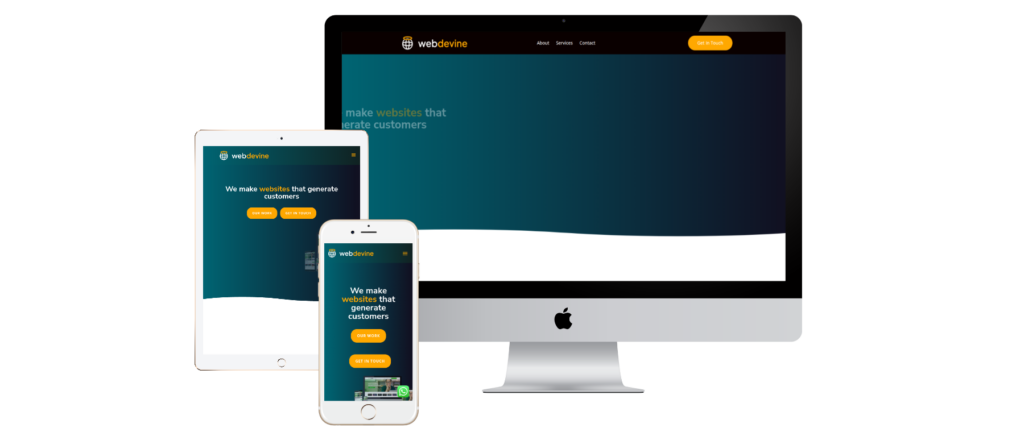 webdevine
About Services Contact
Get in touch
make websites that
nerate customers
webdevine
We make websites that generate
customers
OUR WORK GET IN TOUCH
webdevine
We make
websites that
generate
customers
OUR WORK
GET IN TOUCH